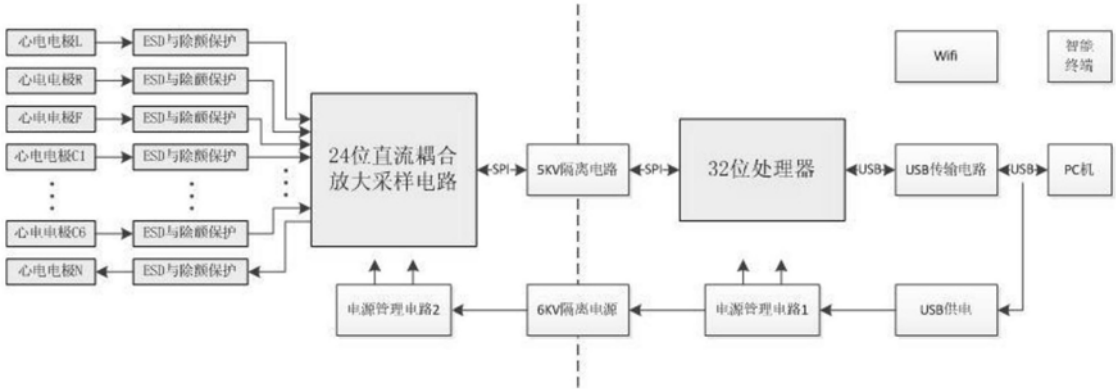 心电电极L
ESD与除颤保护
心电电极R
ESD与除颤保护
心电电极F
ESD与除颤保护
心电电极C1
ESD与除颤保护
心电电极C6
ESD与除颤保护
心电电极N
ESD与除颤保护
24位直流耦合
放大采样电路
SPI
5KV隔离电路
SPI
32位处理器
USB
USB传输电路
USB
PC机
Wifi
智能
终端
电源管理电路2
6KV隔离电源
电源管理电路1
USB供电